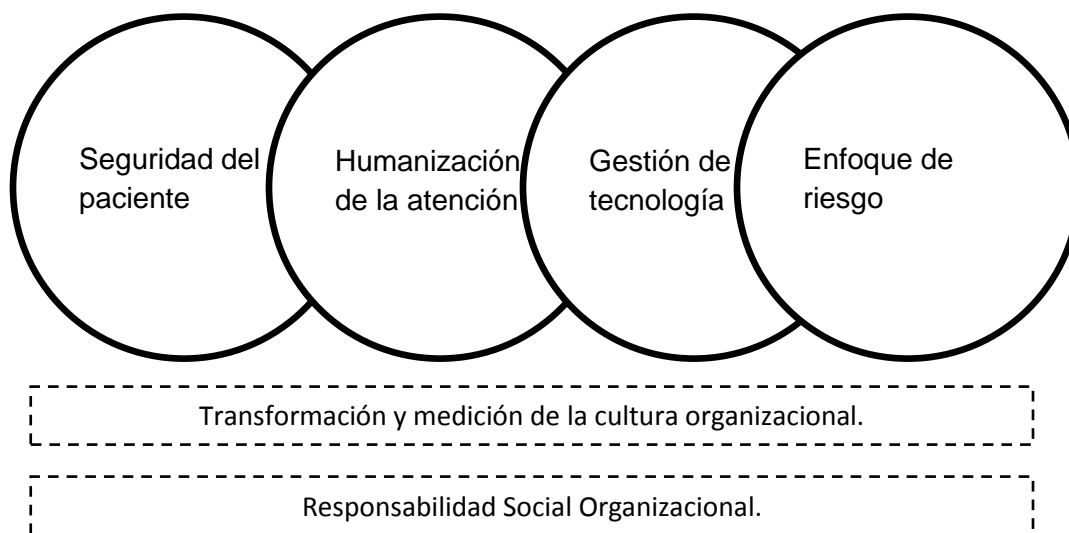 Seguridad del
paciente
Humanización
de la atención
Gestión de
tecnología
Enfoque de
riesgo
Transformación y medición de la cultura organizacional.
Responsabilidad Social Organizacional.